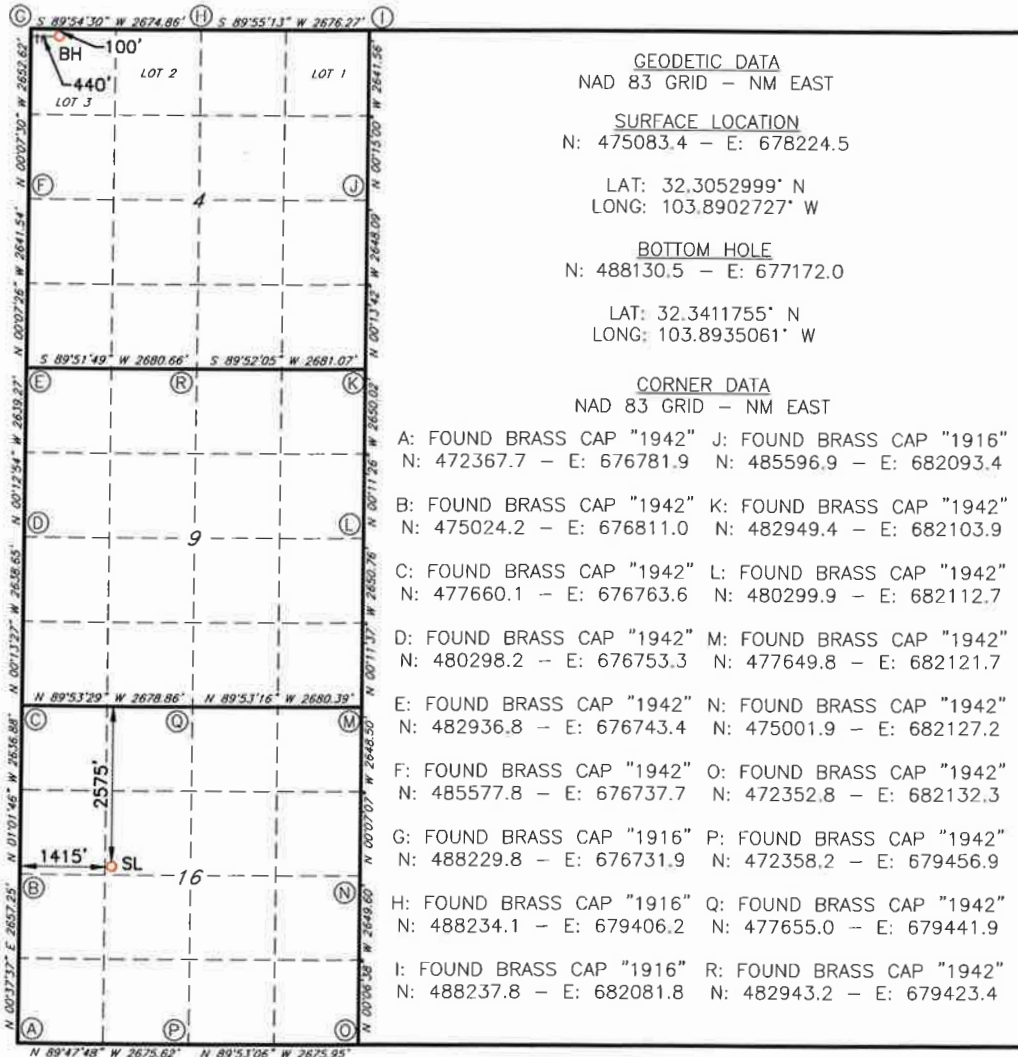 G S 89°54'30" W 2674.86' H S 89°55'13" W 2676.27' I
N 00°07'30" W 2652.62'
100'
BH
440'
LOT 3
LOT 2
LOT 1
N 00°15'00" W 2641.56'
F
4
J
N 00°07'26" W 2641.54'
N 00°13'42" W 2648.09'
S 89°51'49" W 2680.66' S 89°52'05" W 2681.07'
E
R
K
N 00°12'54" W 2639.27'
N 00°11'26" W 2650.02'
D
9
L
N 00°13'27" W 2638.65'
N 00°11'37" W 2650.76'
N 89°53'29" W 2678.86' N 89°53'16" W 2680.39'
C
Q
M
N 01°01'46" W 2636.88'
2575'
N 00°07'07" W 2648.50'
1415'
SL
B
16
N
N 00°37'37" E 2657.25'
N 00°06'38" W 2649.60'
A
P
O
N 89°47'48" W 2675.62' N 89°53'06" W 2675.95'
GEODETIC DATA
NAD 83 GRID – NM EAST
SURFACE LOCATION
N: 475083.4 – E: 678224.5
LAT: 32.3052999° N
LONG: 103.8902727° W
BOTTOM HOLE
N: 488130.5 – E: 677172.0
LAT: 32.3411755° N
LONG: 103.8935061° W
CORNER DATA
NAD 83 GRID – NM EAST
A: FOUND BRASS CAP "1942" J: FOUND BRASS CAP "1916"
N: 472367.7 – E: 676781.9 N: 485596.9 – E: 682093.4
B: FOUND BRASS CAP "1942" K: FOUND BRASS CAP "1942"
N: 475024.2 – E: 676811.0 N: 482949.4 – E: 682103.9
C: FOUND BRASS CAP "1942" L: FOUND BRASS CAP "1942"
N: 477660.1 – E: 676763.6 N: 480299.9 – E: 682112.7
D: FOUND BRASS CAP "1942" M: FOUND BRASS CAP "1942"
N: 480298.2 – E: 676753.3 N: 477649.8 – E: 682121.7
E: FOUND BRASS CAP "1942" N: FOUND BRASS CAP "1942"
N: 482936.8 – E: 676743.4 N: 475001.9 – E: 682127.2
F: FOUND BRASS CAP "1942" O: FOUND BRASS CAP "1942"
N: 485577.8 – E: 676737.7 N: 472352.8 – E: 682132.3
G: FOUND BRASS CAP "1916" P: FOUND BRASS CAP "1942"
N: 488229.8 – E: 676731.9 N: 472358.2 – E: 679456.9
H: FOUND BRASS CAP "1916" Q: FOUND BRASS CAP "1942"
N: 488234.1 – E: 679406.2 N: 477655.0 – E: 679441.9
I: FOUND BRASS CAP "1916" R: FOUND BRASS CAP "1942"
N: 488237.8 – E: 682081.8 N: 482943.2 – E: 679423.4